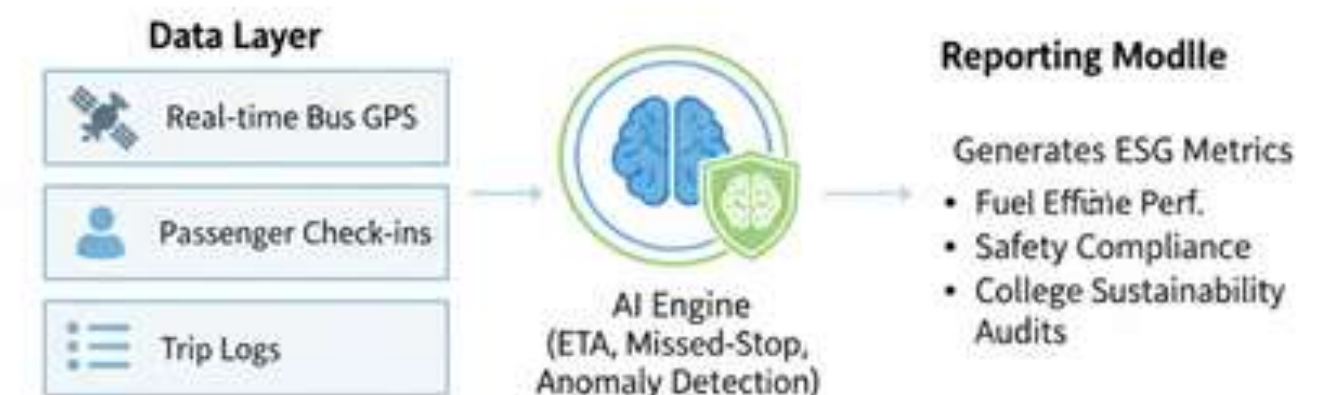 Data Layer
Real-time Bus GPS
Passenger Check-ins
Trip Logs
AI Engine
(ETA, Missed-Stop,
Anomaly Detection)
Reporting Modlle
Generates ESG Metrics
• Fuel Perf.
• Safety Compliance
• College Sustainability
Audits